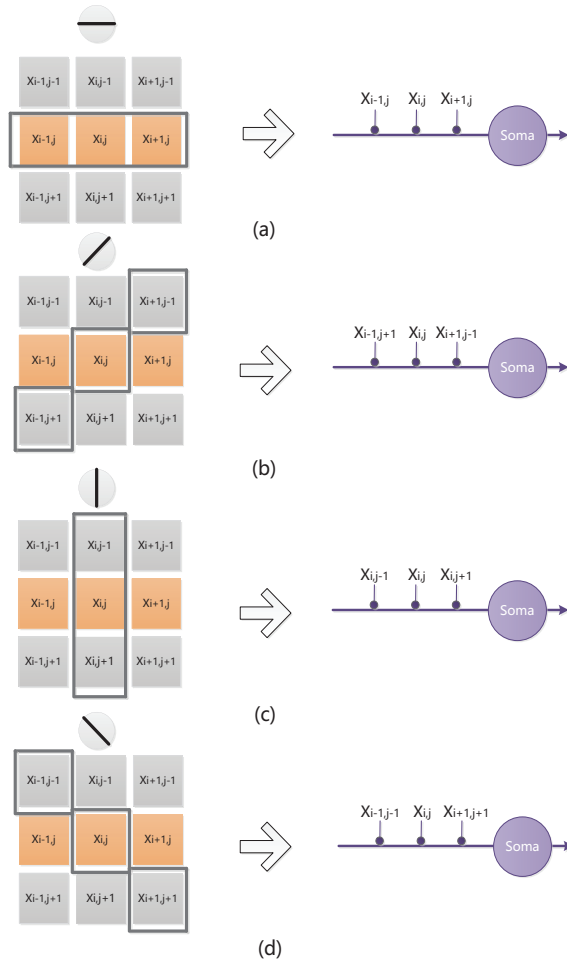 Xi-1,j-1 Xi,j-1 Xi+1,j-1
Xi-1,j Xi,j Xi+1,j
Xi-1,j+1 Xi,j+1 Xi+1,j+1
Xi-1,j Xi,j Xi+1,j
Soma
(a)
Xi-1,j-1 Xi,j-1 Xi+1,j-1
Xi-1,j Xi,j Xi+1,j
Xi-1,j+1 Xi,j+1 Xi+1,j+1
Xi-1,j+1 Xi,j Xi+1,j-1
Soma
(b)
Xi-1,j-1 Xi,j-1 Xi+1,j-1
Xi-1,j Xi,j Xi+1,j
Xi-1,j+1 Xi,j+1 Xi+1,j+1
Xi,j-1 Xi,j Xi,j+1
Soma
(c)
Xi-1,j-1 Xi,j-1 Xi+1,j-1
Xi-1,j Xi,j Xi+1,j
Xi-1,j+1 Xi,j+1 Xi+1,j+1
Xi-1,j-1 Xi,j Xi+1,j+1
Soma
(d)